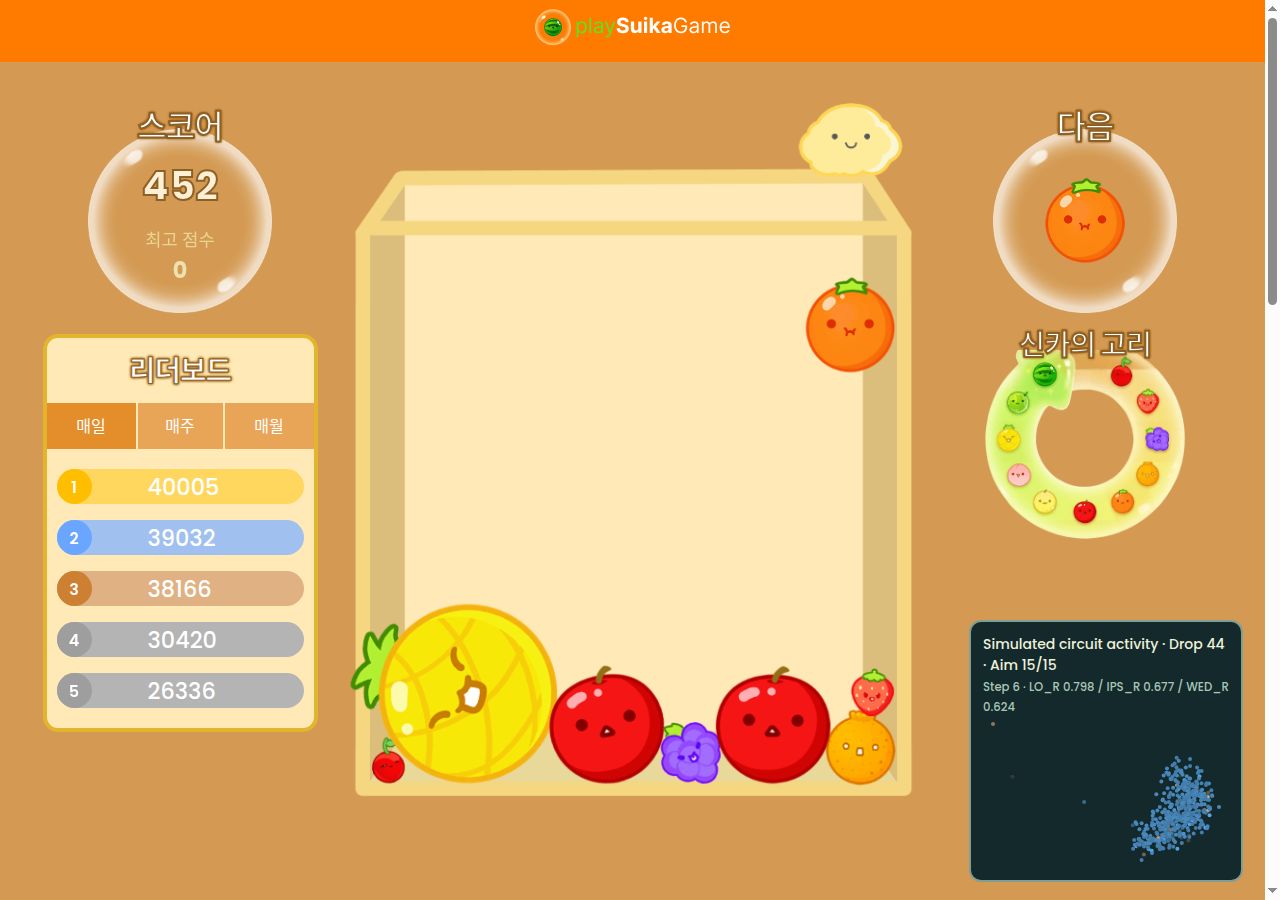 playSuikaGame
스코어
452
최고 점수
0
리더보드
매일 매주 매월
1 40005
2 39032
3 38166
4 30420
5 26336
다음
신카의 고리
Simulated circuit activity · Drop 44
· Aim 15/15
Step 6 · LO_R 0.798 / IPS_R 0.677 / WED_R
0.624